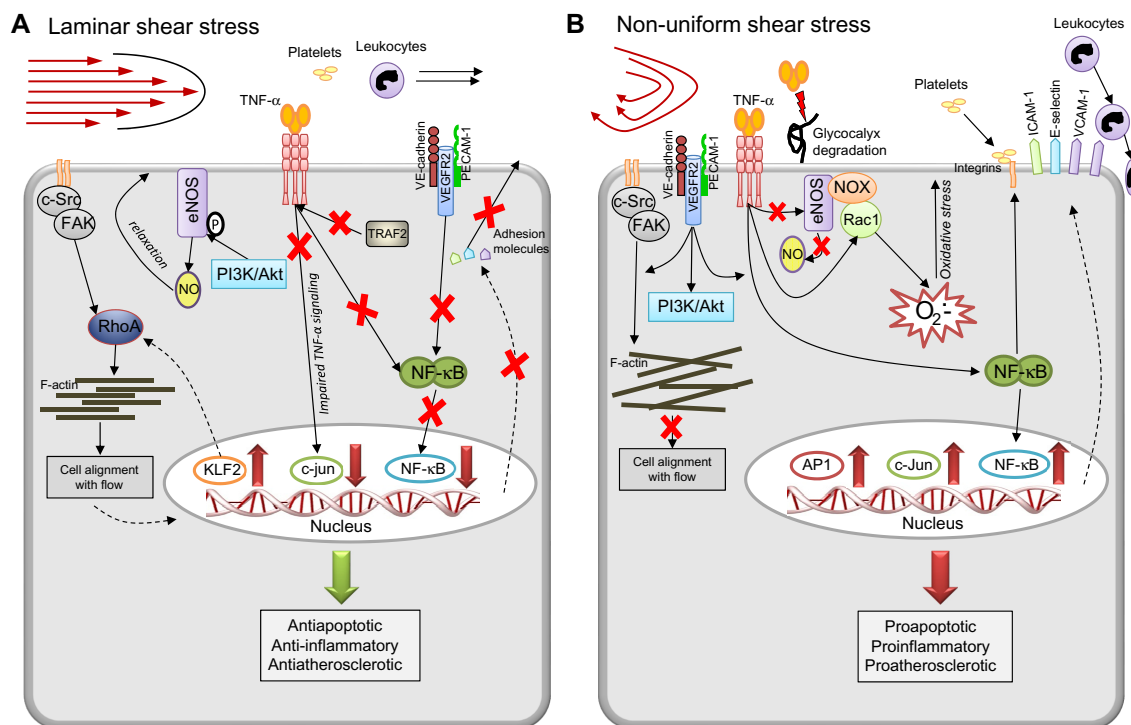 A Laminar shear stress
Platelets
Leukocytes
TNF-α
VE-cadherin
VEGFR2
PECAM-1
c-Src
FAK
relaxation
eNOS
P
NO
PI3K/Akt
TRAF2
Adhesion
molecules
RhoA
F-actin
Impaired TNF-α signaling
NF-κB
Cell alignment
with flow
KLF2
c-jun
NF-κB
Nucleus
Antiapoptotic
Anti-inflammatory
Antiatherosclerotic
B Non-uniform shear stress
Leukocytes
Platelets
ICAM-1
E-selectin
VCAM-1
TNF-α
Glycocalyx
degradation
VE-cadherin
VEGFR2
PECAM-1
Integrins
c-Src
FAK
eNOS
NOX
Rac1
NO
PI3K/Akt
Oxidative stress
O₂·-
F-actin
NF-κB
Cell alignment
with flow
AP1
c-Jun
NF-κB
Nucleus
Proapoptotic
Proinflammatory
Proatherosclerotic